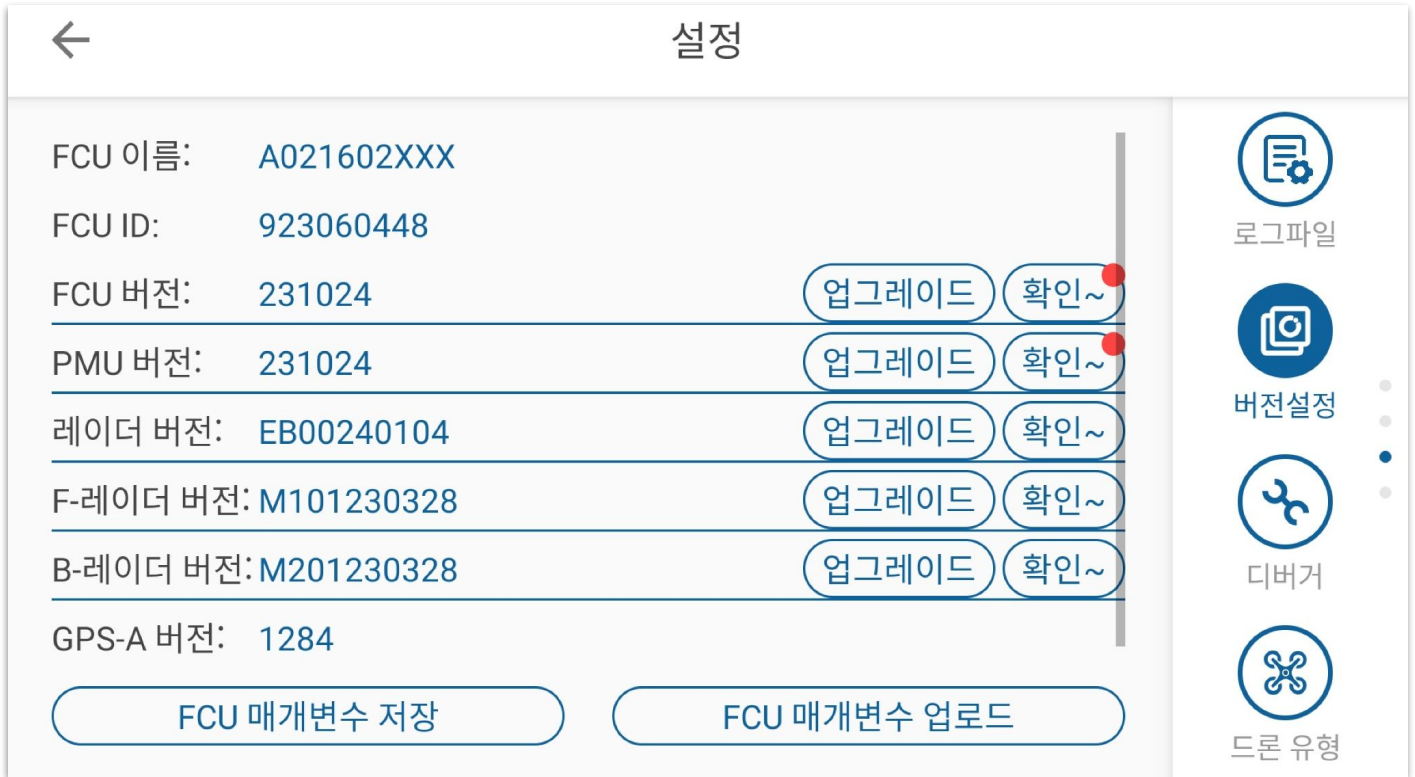 설정
FCU 이름: A021602XXX
FCU ID: 923060448
FCU 버전: 231024 업그레이드 확인~
PMU 버전: 231024 업그레이드 확인~
레이더 버전: EB00240104 업그레이드 확인~
F-레이더 버전: M101230328 업그레이드 확인~
B-레이더 버전: M201230328 업그레이드 확인~
GPS-A 버전: 1284
FCU 매개변수 저장 FCU 매개변수 업로드
로그파일
버전설정
디버거
드론 유형